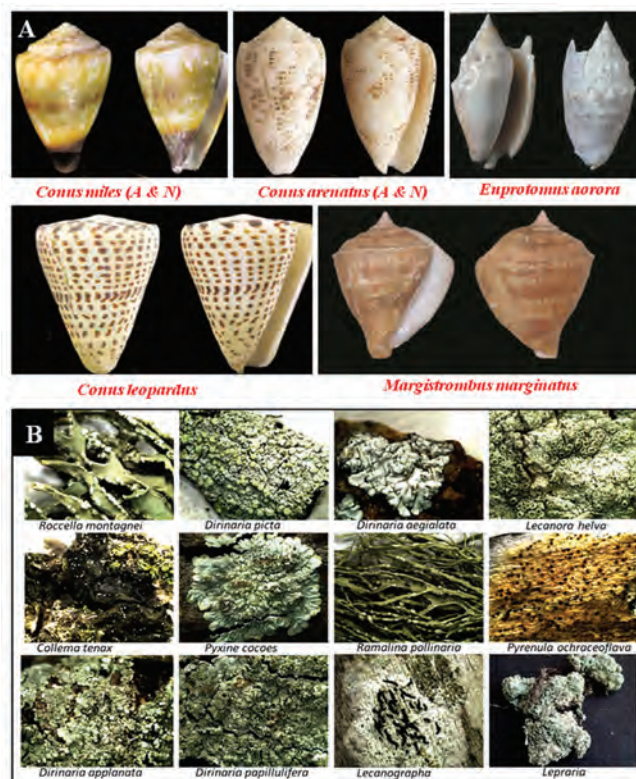 A
Conus miles (A & N)
Conus arenatus (A & N)
Euprotomus aorora
Conus leopardus
Margistrombus marginatus
B
Roccella montagnei
Dirinaria picta
Dirinaria aegialata
Lecanora helva
Collema tenax
Pyxine cocoes
Ramalina pollinaria
Pyrenula ochraceoflava
Dirinaria applanata
Dirinaria papillulifera
Lecanographa
Lepraria